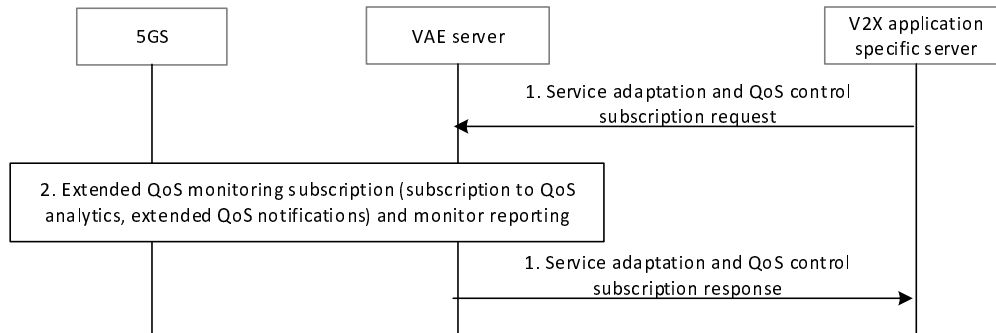 5GS
VAE server
V2X application
specific server
1. Service adaptation and QoS control
subscription request
2. Extended QoS monitoring subscription (subscription to QoS
analytics, extended QoS notifications) and monitor reporting
1. Service adaptation and QoS control
subscription response